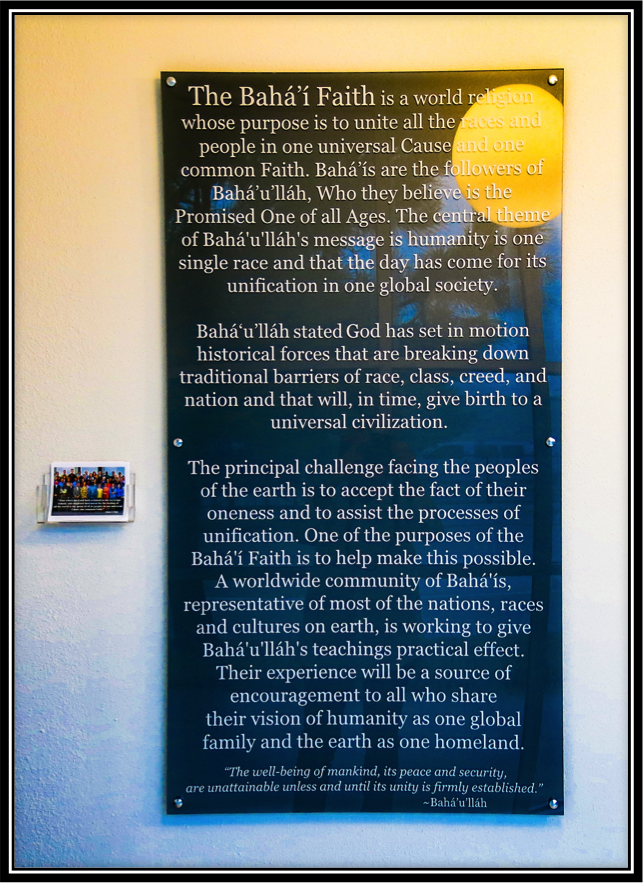 The Bahá’í Faith is a world religion
whose purpose is to unite all the races and
people in one universal Cause and one
common Faith. Bahá’ís are the followers of
Bahá’u’lláh, Who they believe is the
Promised One of all Ages. The central theme
of Bahá'u'lláh's message is humanity is one
single race and that the day has come for its
unification in one global society.
Bahá‘u’lláh stated God has set in motion
historical forces that are breaking down
traditional barriers of race, class, creed, and
nation and that will, in time, give birth to a
universal civilization.
The principal challenge facing the peoples
of the earth is to accept the fact of their
oneness and to assist the processes of
unification. One of the purposes of the
Bahá'í Faith is to help make this possible.
A worldwide community of Bahá'ís,
representative of most of the nations, races
and cultures on earth, is working to give
Bahá'u'lláh's teachings practical effect.
Their experience will be a source of
encouragement to all who share
their vision of humanity as one global
family and the earth as one homeland.
“The well-being of mankind, its peace and security,
are unattainable unless and until its unity is firmly established.”
~Bahá'u'lláh